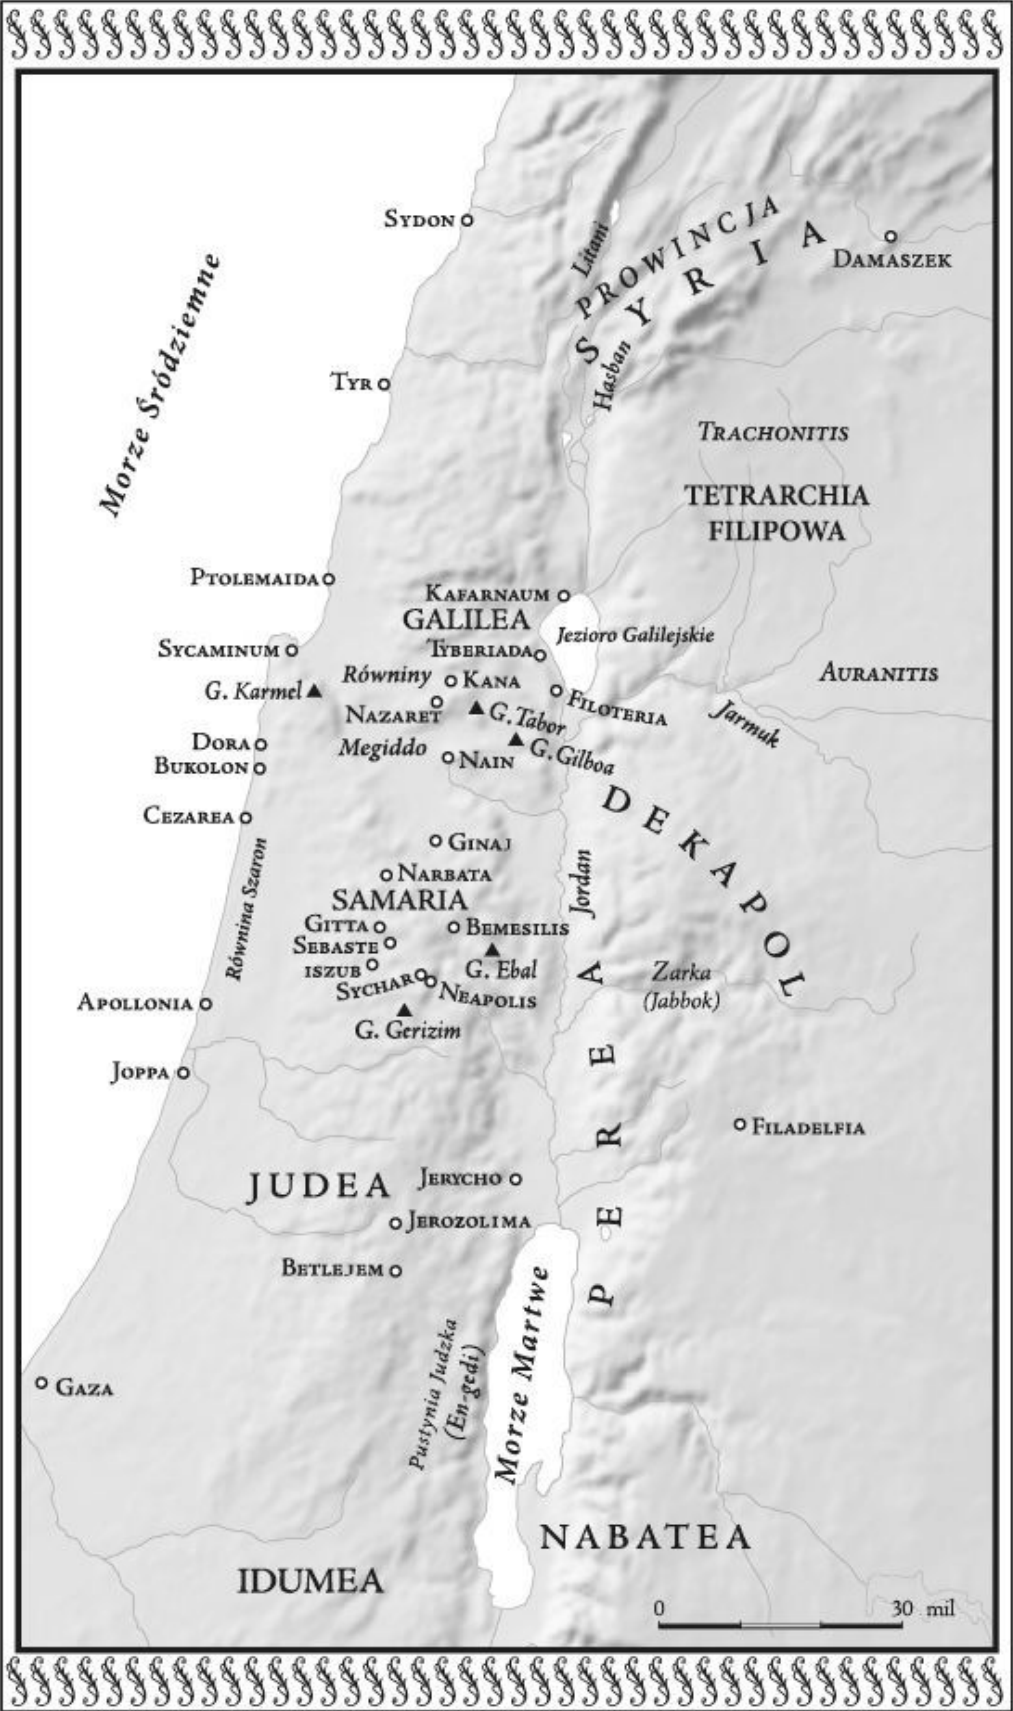 SYDON
Litani
PROWINCJA
SYRIA
DAMASZEK
Morze Śródziemne
TYR
Hasban
TRACHONITIS
TETRARCHIA
FILIPOWA
PTOLEMAIDA
KAFARNAUM
GALILEA
Jezioro Galilejskie
SYCAMINUM
TYBERIADA
AURANITIS
Równiny
KANA
G. Karmel
FILOTERIA
NAZARET
G. Tabor
Jarmuk
DORA
Megiddo
G. Gilboa
BUKOLON
NAIN
DEKAPOL
CEZAREA
GINAJ
Równina Szaron
NARBATA
Jordan
SAMARIA
GITTA
BEMESILIS
SEBASTE
ISZUB
G. Ebal
Zarka
(Jabbok)
SYCHAR
NEAPOLIS
APOLLONIA
G. Gerizim
PEREA
JOPPA
FILADELFIA
JUDEA
JERYCHO
JEROZOLIMA
BETLEJEM
Morze Martwe
Pustynia Judzka
(En-gedi)
GAZA
NABATEA
IDUMEA
0 30 mil